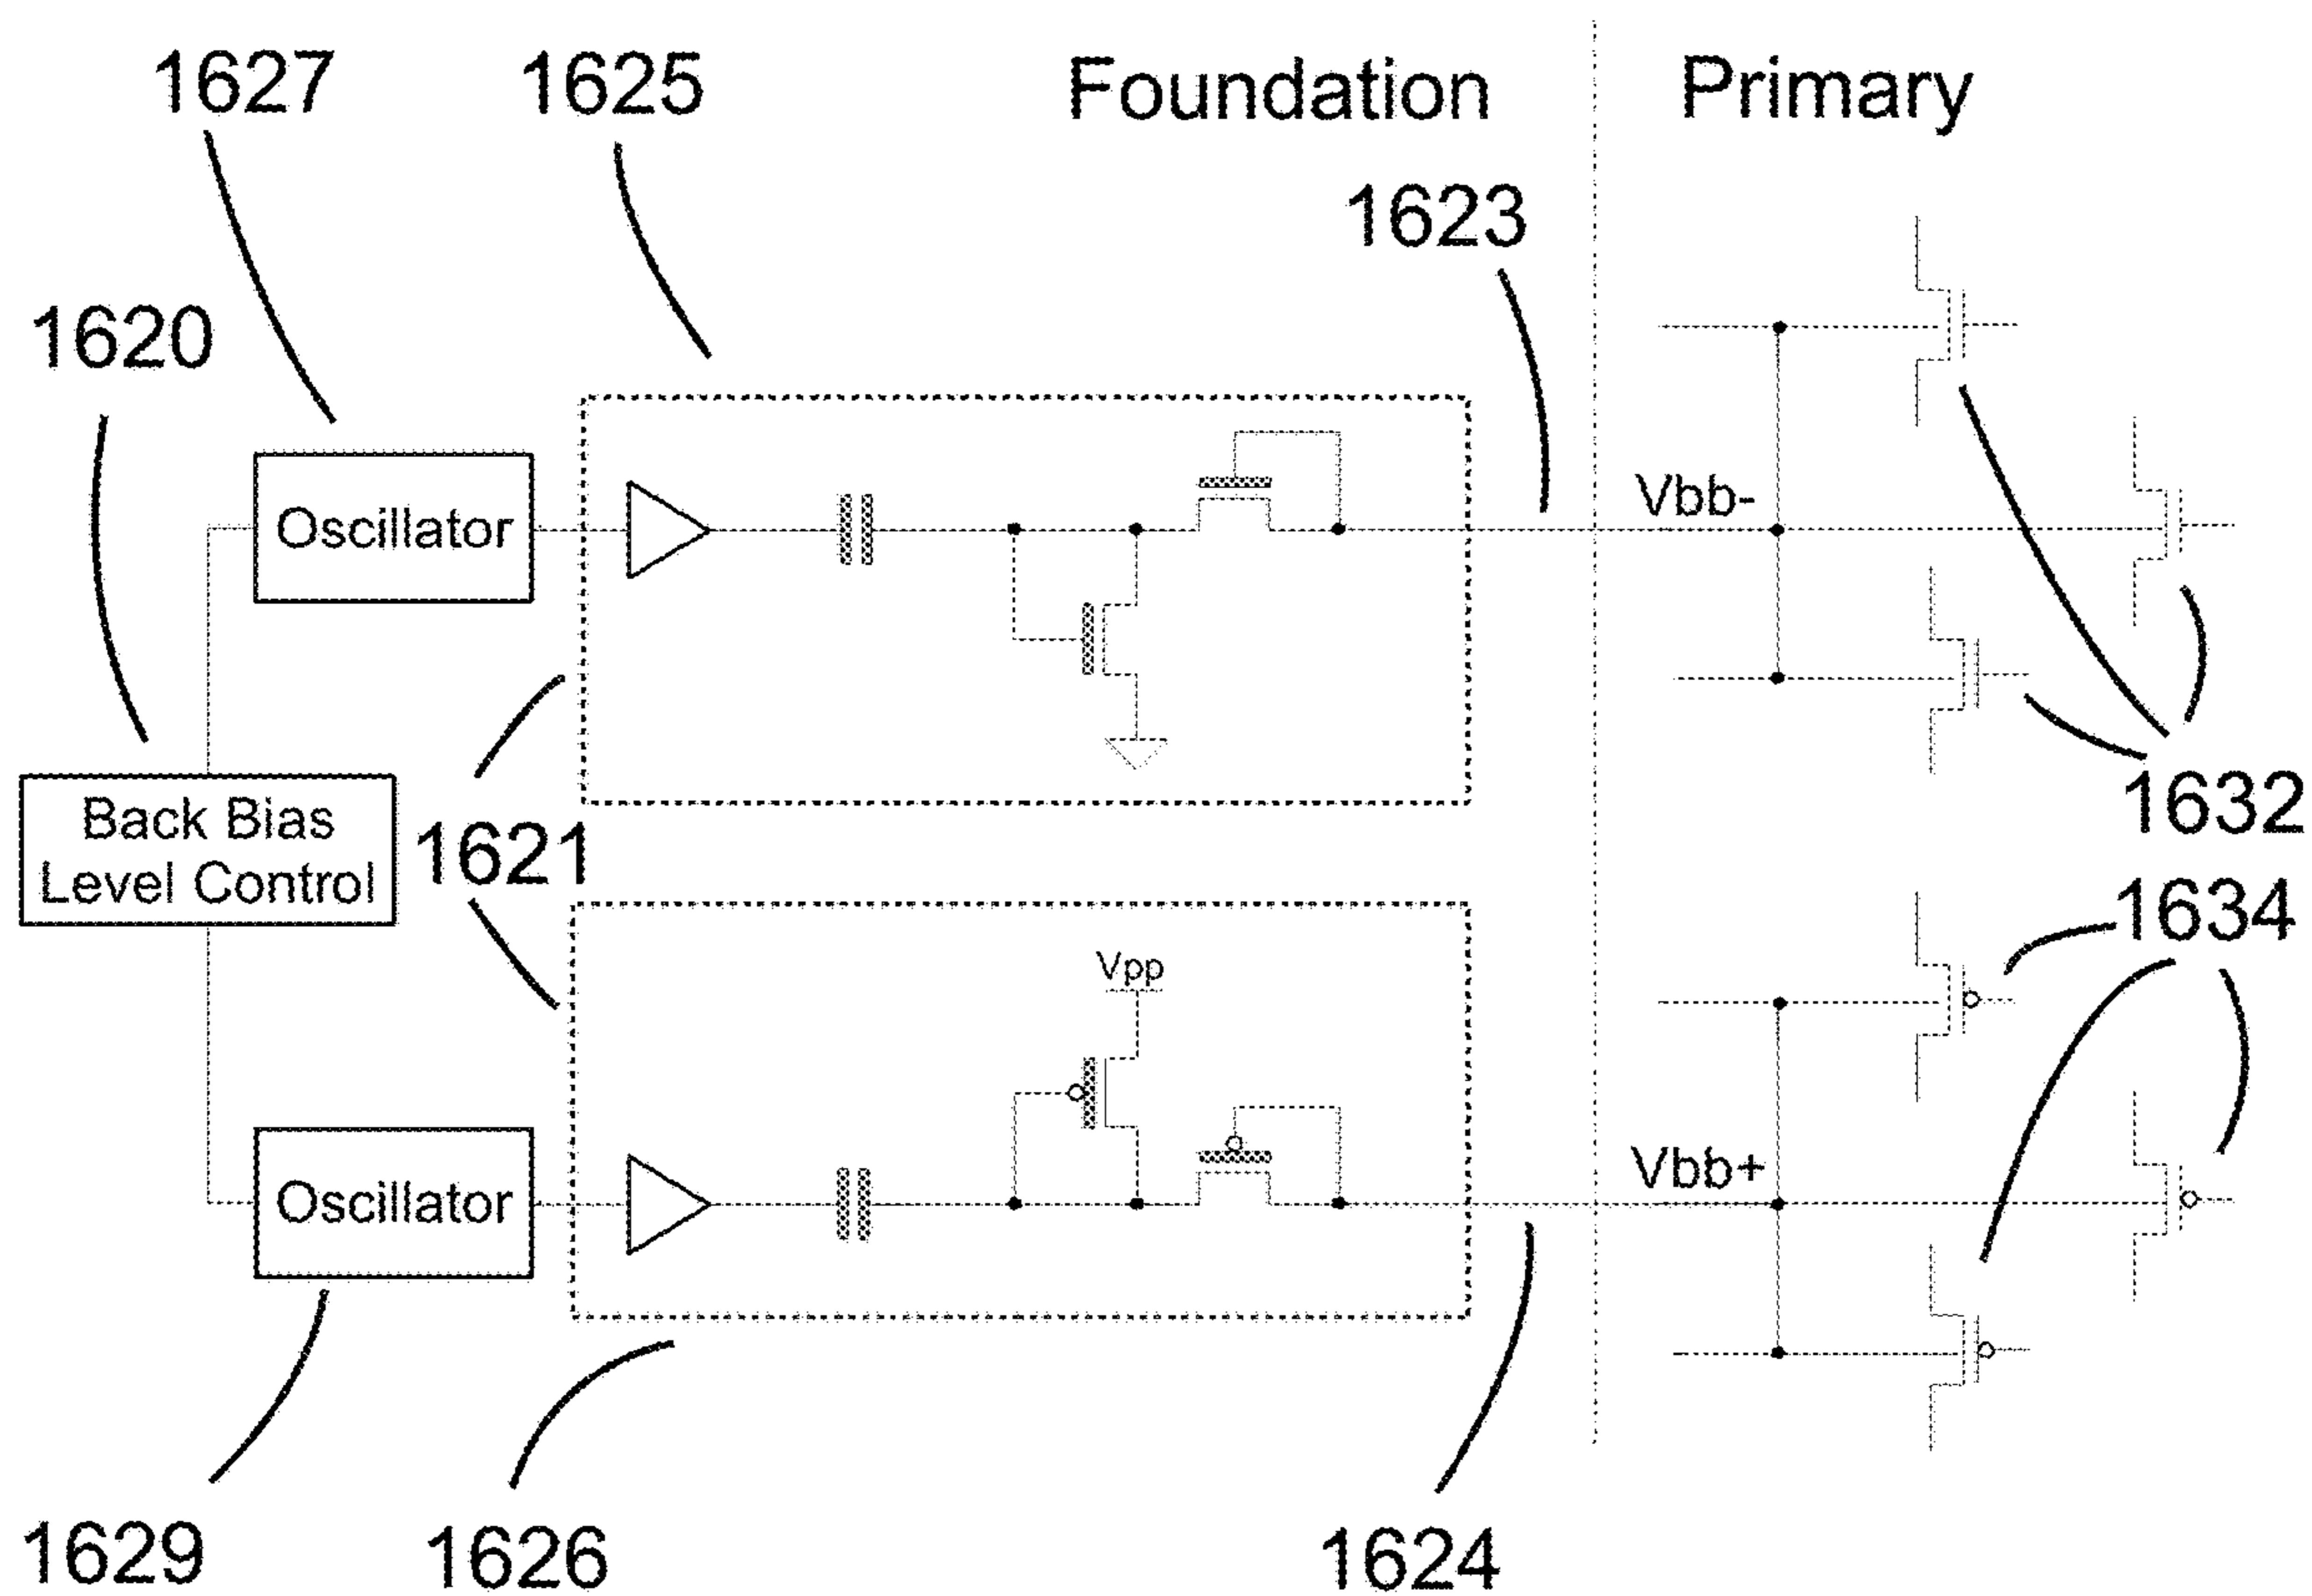 1627
1625
Foundation
Primary
1623
1620
Oscillator
Vbb-
Back Bias
Level Control
1621
1632
1634
Vpp
Vbb+
Oscillator
1629
1626
1624